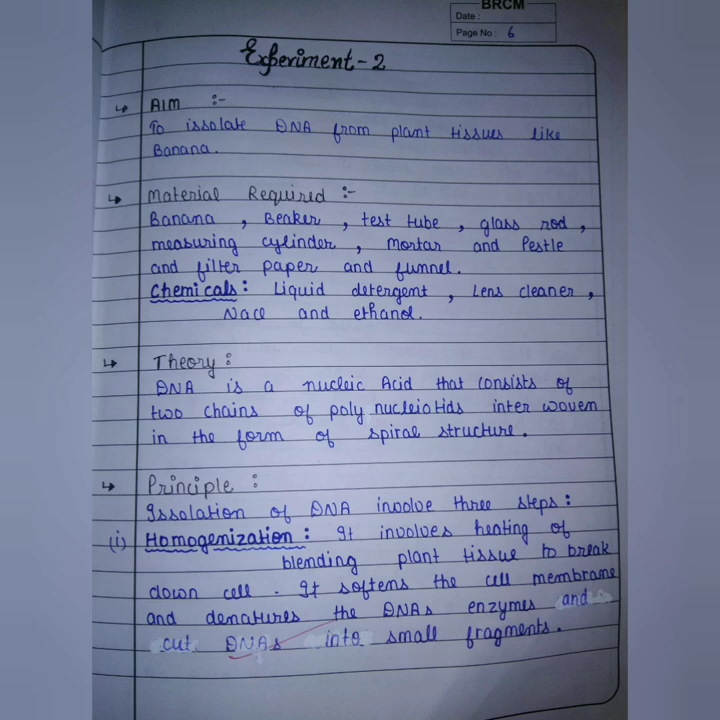 BRCM
Date :
Page No : 6
Experiment - 2
↳ Aim :-
To issolate DNA from plant tissues like
Banana.
↳ Material Required :-
Banana , Beaker , test tube , glass rod ,
measuring cylinder , Mortar and Pestle
and filter paper and funnel.
Chemicals : Liquid detergent , Lens cleaner ,
Nacl and ethanol.
↳ Theory :
DNA is a nucleic Acid that consists of
two chains of poly nucleiotids inter woven
in the form of spiral structure.
↳ Principle :
Issolation of DNA involve three steps :
(i) Homogenization : It involves heating of
blending plant tissue to break
down cell . It softens the cell membrane
and denatures the DNAs enzymes and
cut DNAs into small fragments.